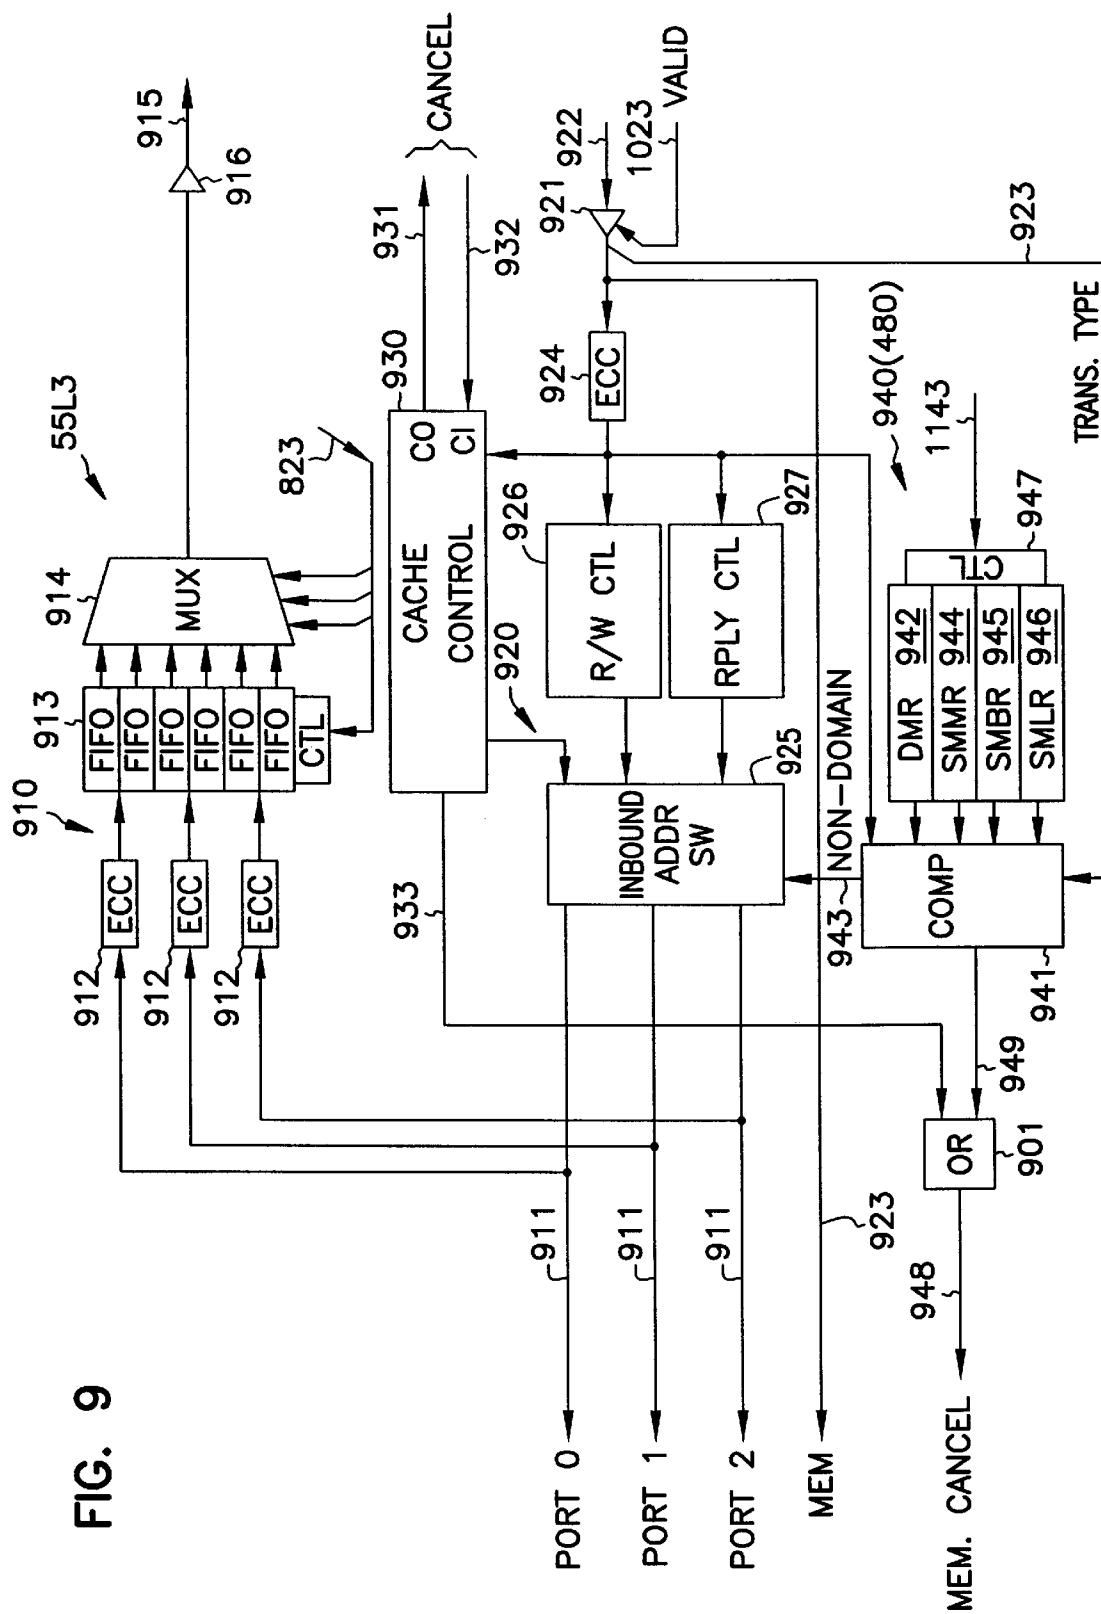 FIG. 9
55L3
910
912
ECC
912
ECC
912
ECC
913
FIFO
FIFO
FIFO
FIFO
FIFO
FIFO
CTL
914
MUX
916
915
823
930
CACHE
CONTROL
CO
CI
931
932
CANCEL
933
920
PORT 0
911
PORT 1
911
PORT 2
911
INBOUND
ADDR
SW
925
926
R/W CTL
RPLY CTL
927
924
ECC
921
922
1023
VALID
MEM
923
943
NON-DOMAIN
940(480)
DMR 942
SMMR 944
SMBR 945
SMLR 946
CTL
947
1143
923
TRANS. TYPE
COMP
941
949
OR
901
948
MEM. CANCEL